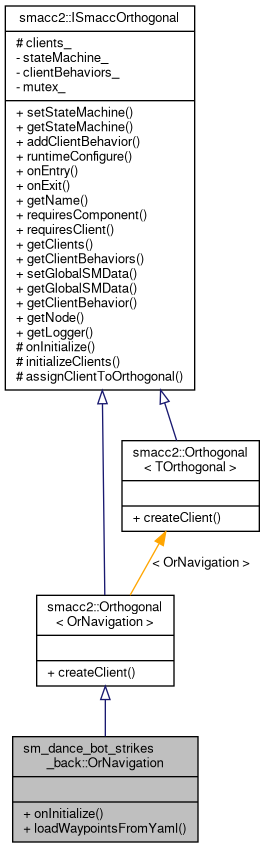 smacc2::ISmaccOrthogonal
# clients_
- stateMachine_
- clientBehaviors_
- mutex_
+ setStateMachine()
+ getStateMachine()
+ addClientBehavior()
+ runtimeConfigure()
+ onEntry()
+ onExit()
+ getName()
+ requiresComponent()
+ requiresClient()
+ getClients()
+ getClientBehaviors()
+ setGlobalSMData()
+ getGlobalSMData()
+ getClientBehavior()
+ getNode()
+ getLogger()
# onInitialize()
# initializeClients()
# assignClientToOrthogonal()
smacc2::Orthogonal
< TOrthogonal >
+ createClient()
< OrNavigation >
smacc2::Orthogonal
< OrNavigation >
+ createClient()
sm_dance_bot_strikes
_back::OrNavigation
+ onInitialize()
+ loadWaypointsFromYaml()